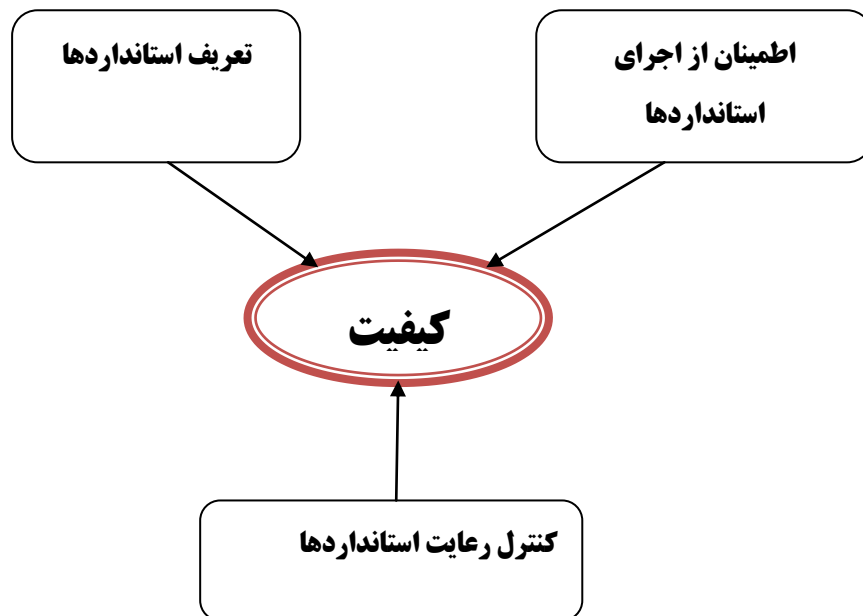 اطمینان از اجرای
استانداردها
تعریف استانداردها
کیفیت
کنترل رعایت استانداردها